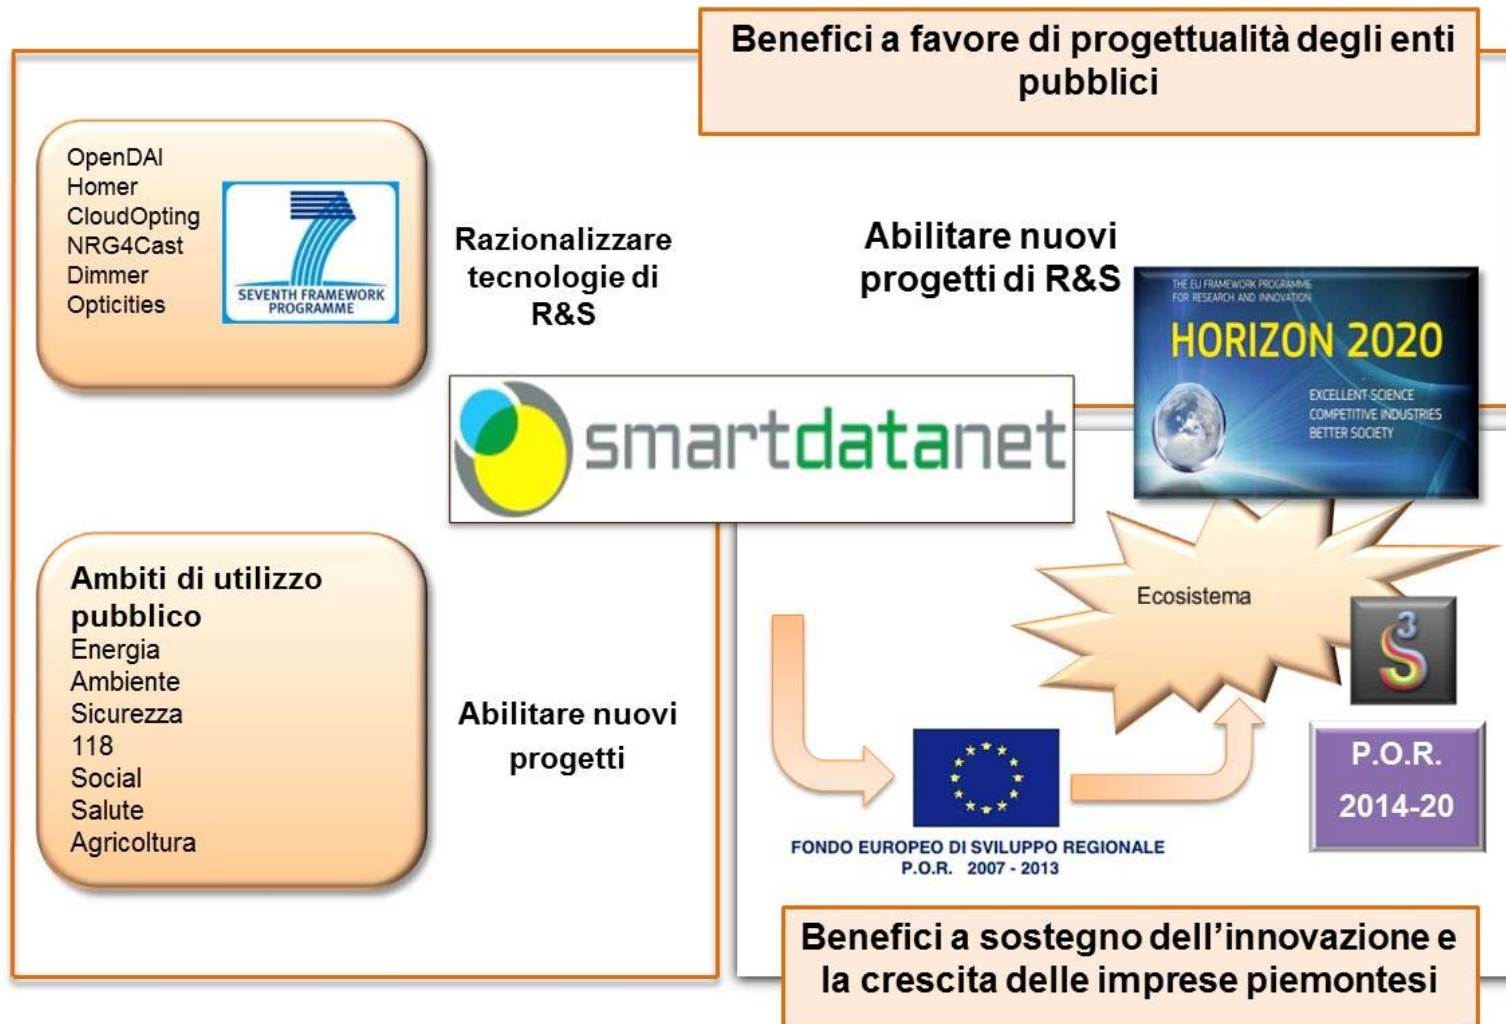 Benefici a favore di progettualità degli enti
pubblici
OpenDAI
Homer
CloudOpting
NRG4Cast
Dimmer
Opticities
7
SEVENTH FRAMEWORK
PROGRAMME
Razionalizzare
tecnologie di
R&S
Abilitare nuovi
progetti di R&S
THE EU FRAMEWORK PROGRAMME
FOR RESEARCH AND INNOVATION
HORIZON 2020
EXCELLENT SCIENCE
COMPETITIVE INDUSTRIES
BETTER SOCIETY
smartdatanet
Ambiti di utilizzo
pubblico
Energia
Ambiente
Sicurezza
118
Social
Salute
Agricoltura
Abilitare nuovi
progetti
Ecosistema
S3
P.O.R.
2014-20
FONDO EUROPEO DI SVILUPPO REGIONALE
P.O.R. 2007 - 2013
Benefici a sostegno dell'innovazione e
la crescita delle imprese piemontesi